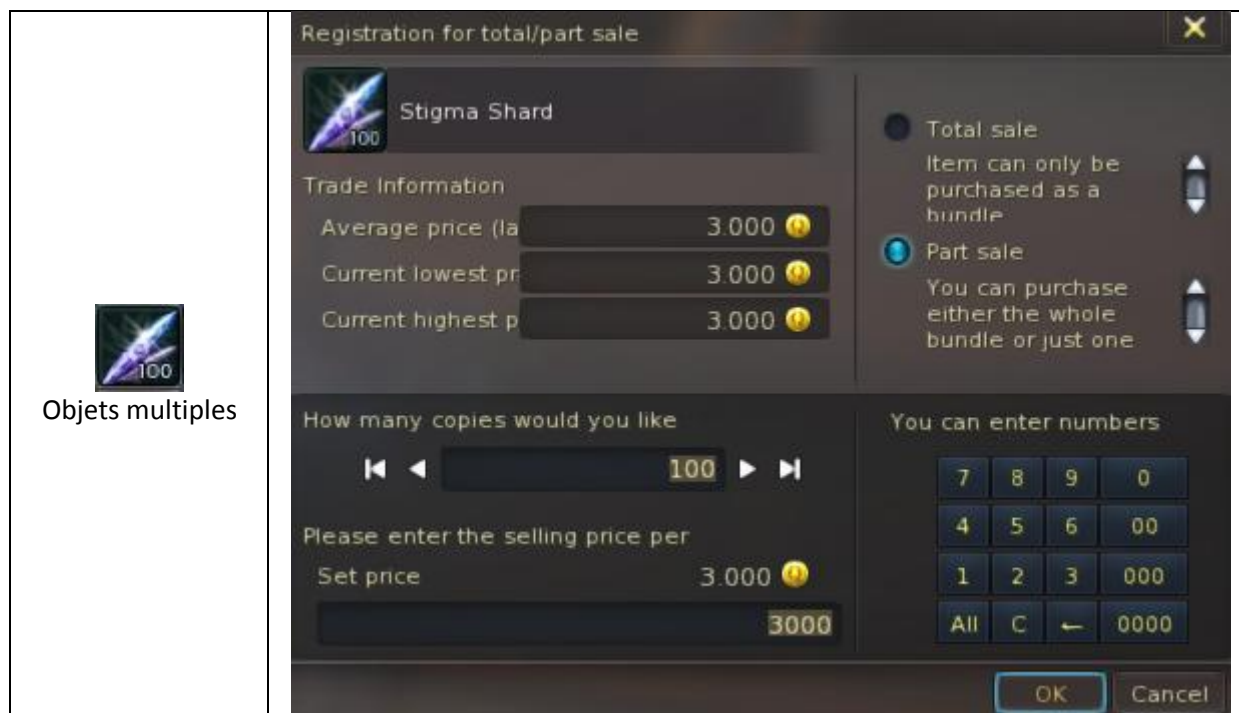 100
Objets multiples
Registration for total/part sale
100
Stigma Shard
Trade Information
Average price (la
3.000
Current lowest pr
3.000
Current highest p
3.000
Total sale
Item can only be
purchased as a
bundle
Part sale
You can purchase
either the whole
bundle or just one
How many copies would you like
100
Please enter the selling price per
Set price
3.000
3000
You can enter numbers
7 8 9 0
4 5 6 00
1 2 3 000
All C ← 0000
OK Cancel